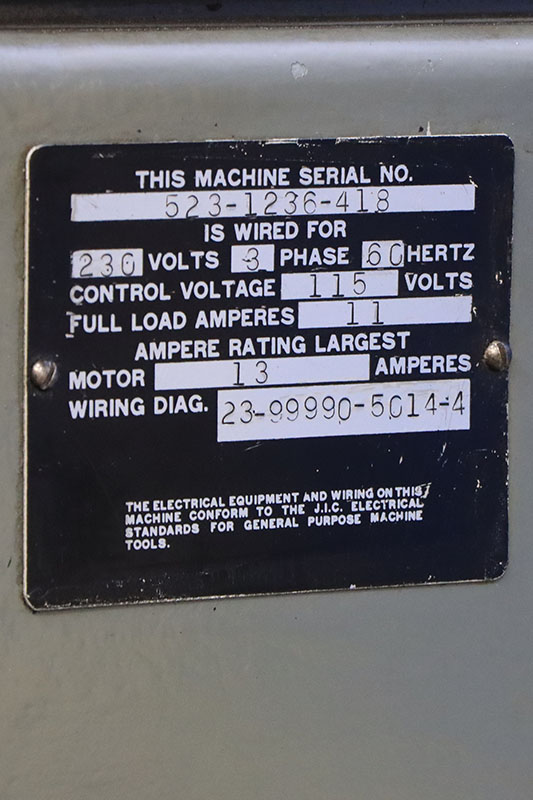 THIS MACHINE SERIAL NO.
523-1236-418
IS WIRED FOR
230 VOLTS 3 PHASE 60 HERTZ
CONTROL VOLTAGE 115 VOLTS
FULL LOAD AMPERES 11
AMPERE RATING LARGEST
MOTOR 13 AMPERES
WIRING DIAG. 23-99990-5014-4
THE ELECTRICAL EQUIPMENT AND WIRING ON THIS
MACHINE CONFORM TO THE J.I.C. ELECTRICAL
STANDARDS FOR GENERAL PURPOSE MACHINE
TOOLS.